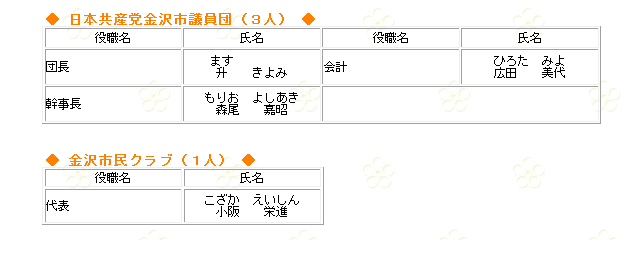 ◆ 日本共産党金沢市議員団（３人） ◆
役職名 氏名 役職名 氏名
団長 ます 升 きよみ 会計 ひろた みよ 広田 美代
幹事長 もりお よしあき 森尾 嘉昭
◆ 金沢市民クラブ（１人） ◆
役職名 氏名
代表 こざか えいしん 小阪 栄進